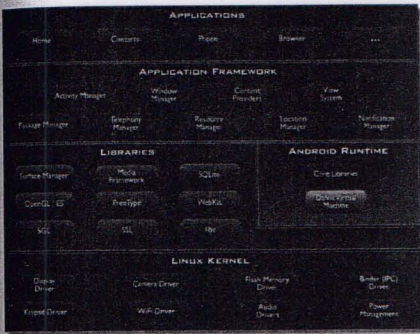 APPLICATIONS
Home Contacts Phone Browser ...
APPLICATION FRAMEWORK
Activity Manager Window Manager Content Providers View System
Package Manager Telephony Manager Resource Manager Location Manager Notification Manager
LIBRARIES
Surface Manager Media Framework SQLite
OpenGL | ES FreeType WebKit
SGL SSL libc
ANDROID RUNTIME
Core Libraries
Dalvik Virtual Machine
LINUX KERNEL
Display Driver Camera Driver Flash Memory Driver Binder (IPC) Driver
Keypad Driver WiFi Driver Audio Drivers Power Management